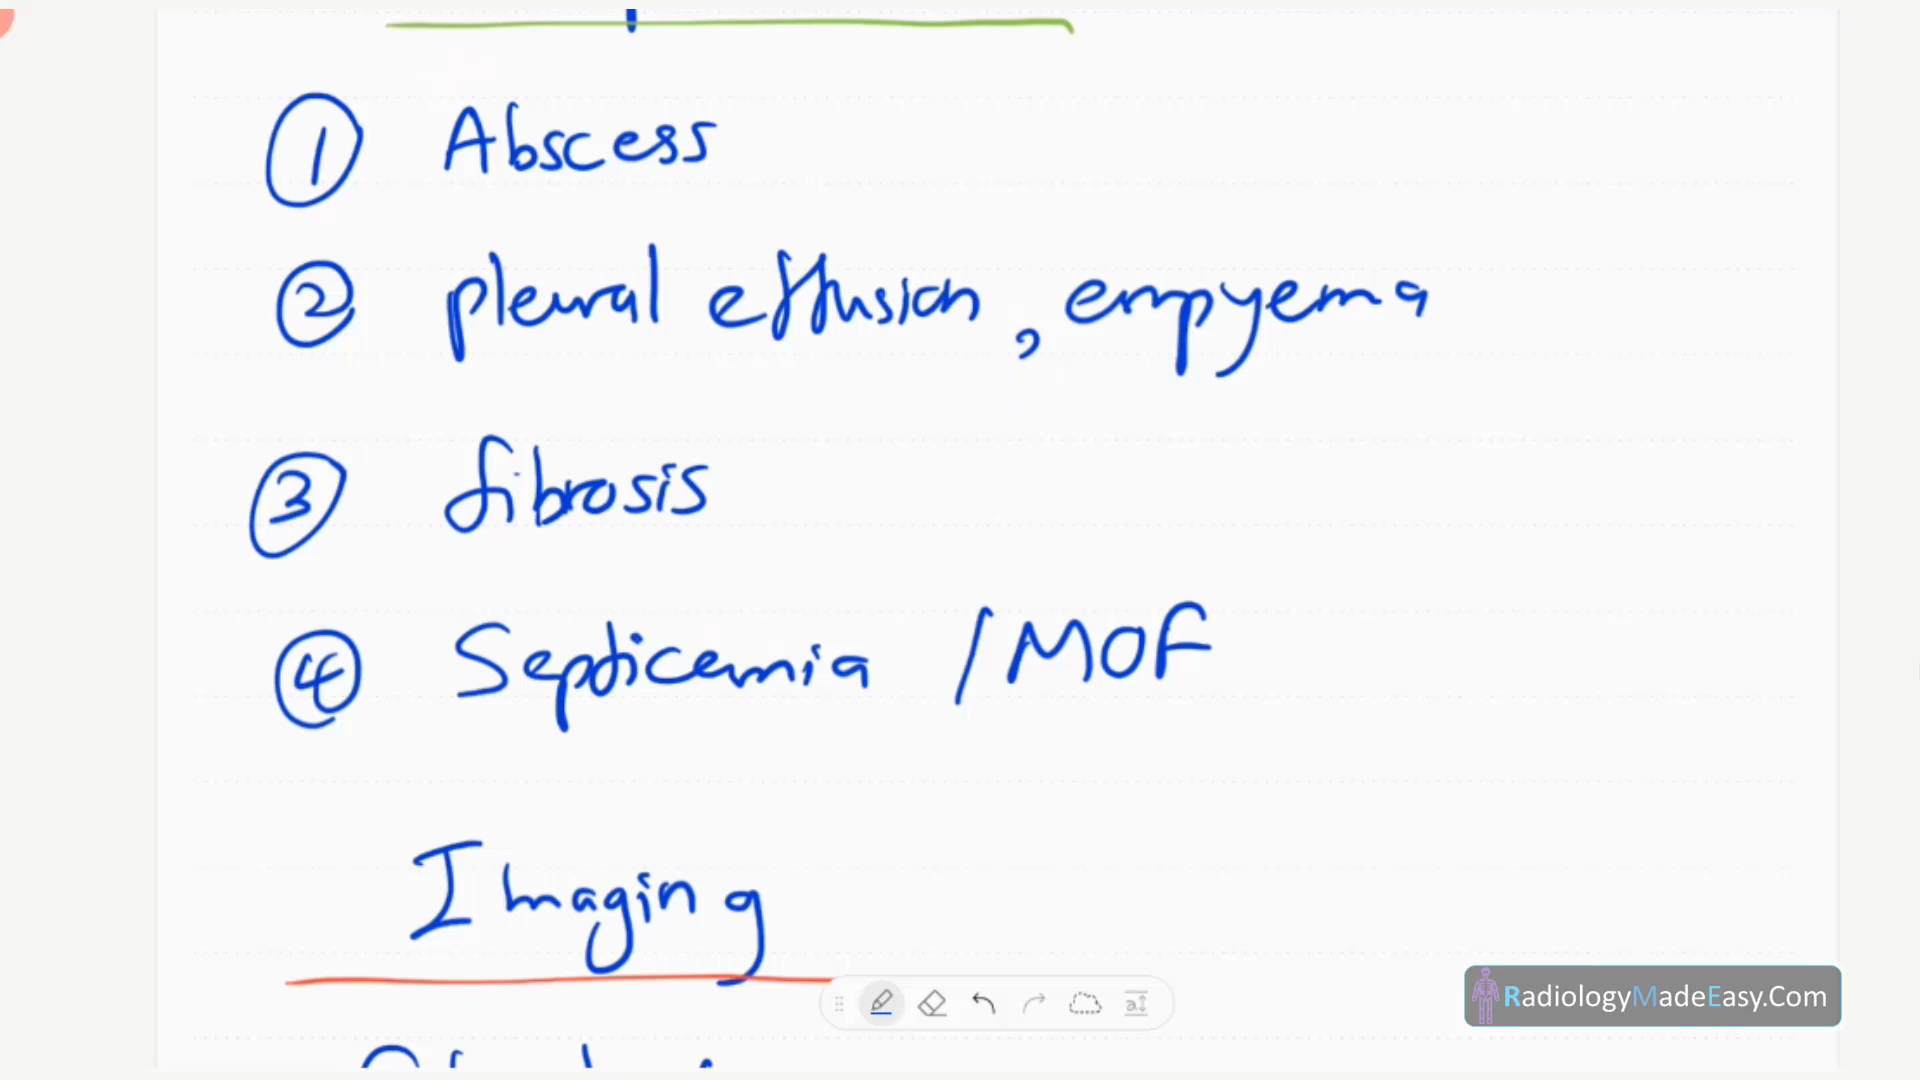 ① Abscess
② pleural effusion, empyema
③ fibrosis
④ Septicemia / MOF
Imaging
RadiologyMadeEasy.Com